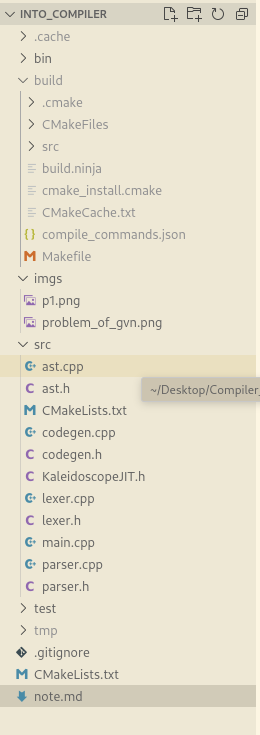 INTO_COMPILER
.cache
bin
build
.cmake
CMakeFiles
src
build.ninja
cmake_install.cmake
CMakeCache.txt
compile_commands.json
Makefile
imgs
p1.png
problem_of_gvn.png
src
ast.cpp
ast.h
~/Desktop/Compiler_
CMakeLists.txt
codegen.cpp
codegen.h
KaleidoscopeJIT.h
lexer.cpp
lexer.h
main.cpp
parser.cpp
parser.h
test
tmp
.gitignore
CMakeLists.txt
note.md